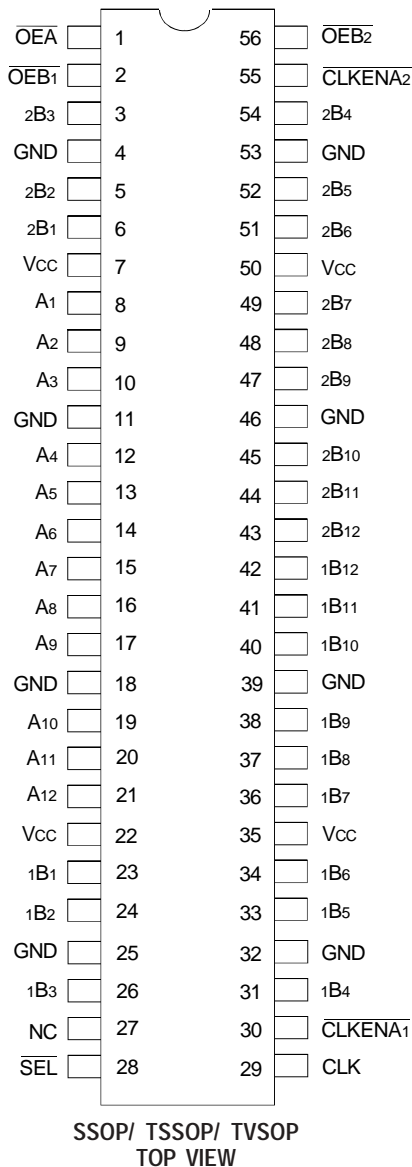 OEA 1 56 OEB2
OEB1 2 55 CLKENA2
2B3 3 54 2B4
GND 4 53 GND
2B2 5 52 2B5
2B1 6 51 2B6
VCC 7 50 VCC
A1 8 49 2B7
A2 9 48 2B8
A3 10 47 2B9
GND 11 46 GND
A4 12 45 2B10
A5 13 44 2B11
A6 14 43 2B12
A7 15 42 1B12
A8 16 41 1B11
A9 17 40 1B10
GND 18 39 GND
A10 19 38 1B9
A11 20 37 1B8
A12 21 36 1B7
VCC 22 35 VCC
1B1 23 34 1B6
1B2 24 33 1B5
GND 25 32 GND
1B3 26 31 1B4
NC 27 30 CLKENA1
SEL 28 29 CLK
SSOP/ TSSOP/ TVSOP
TOP VIEW